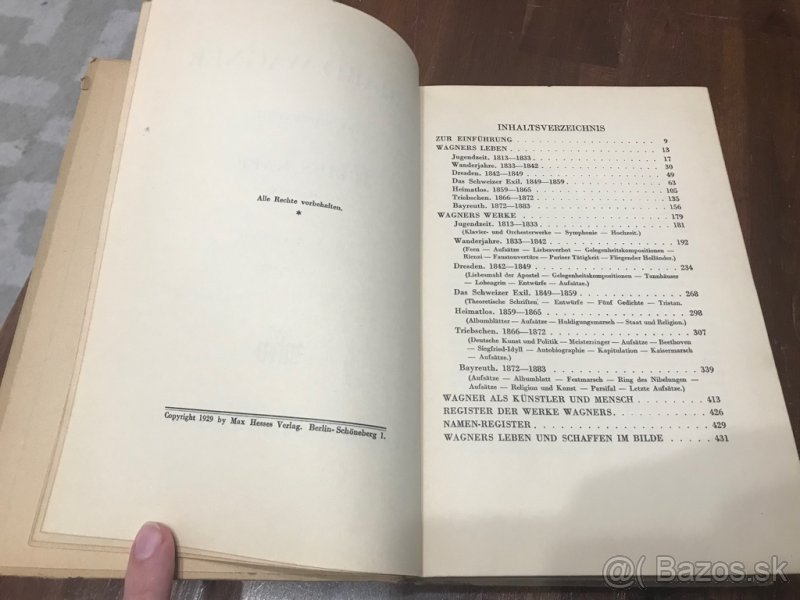 Alle Rechte vorbehalten.
*
Copyright 1929 by Max Hesses Verlag. Berlin-Schöneberg 1.
INHALTSVERZEICHNIS
ZUR EINFÜHRUNG . . . . . . . . . . . . . . . 9
WAGNERS LEBEN . . . . . . . . . . . . . . . 13
Jugendzeit. 1813—1833 . . . . . . . . . . . . . . . 17
Wanderjahre. 1833—1842 . . . . . . . . . . . . . . . 30
Dresden. 1842—1849 . . . . . . . . . . . . . . . 49
Das Schweizer Exil. 1849—1859 . . . . . . . . . . . . . . . 63
Heimatlos. 1859—1865 . . . . . . . . . . . . . . . 105
Triebschen. 1866—1872 . . . . . . . . . . . . . . . 135
Bayreuth. 1872—1883 . . . . . . . . . . . . . . . 156
WAGNERS WERKE . . . . . . . . . . . . . . . 179
Jugendzeit. 1813—1833 . . . . . . . . . . . . . . . 181
(Klavier- und Orchesterwerke — Symphonie — Hochzeit.)
Wanderjahre. 1833—1842 . . . . . . . . . . . . . . . 192
(Feen — Aufsätze — Liebesverbot — Gelegenheitskompositionen —
Rienzi — Faustouvertüre — Pariser Tätigkeit — Fliegender Holländer.)
Dresden. 1842—1849 . . . . . . . . . . . . . . . 234
(Liebesmahl der Apostel — Gelegenheitskompositionen — Tannhäuser
— Lohengrin — Entwürfe — Aufsätze.)
Das Schweizer Exil. 1849—1859 . . . . . . . . . . . . . . . 268
(Theoretische Schriften — Entwürfe — Fünf Gedichte — Tristan.)
Heimatlos. 1859—1865 . . . . . . . . . . . . . . . 298
(Albumblätter — Aufsätze — Huldigungsmarsch — Staat und Religion.)
Triebschen. 1866—1872 . . . . . . . . . . . . . . . 307
(Deutsche Kunst und Politik — Meistersinger — Aufsätze — Beethoven
— Siegfried-Idyll — Autobiographie — Kapitulation — Kaisermarsch
— Aufsätze.)
Bayreuth. 1872—1883 . . . . . . . . . . . . . . . 339
(Aufsätze — Albumblatt — Festmarsch — Ring des Nibelungen —
Aufsätze — Religion und Kunst — Parsifal — Letzte Aufsätze.)
WAGNER ALS KÜNSTLER UND MENSCH . . . . . . . 413
REGISTER DER WERKE WAGNERS . . . . . . . . . . 426
NAMEN-REGISTER . . . . . . . . . . . . . . . 429
WAGNERS LEBEN UND SCHAFFEN IM BILDE . . . . . 431
@( Bazos.sk